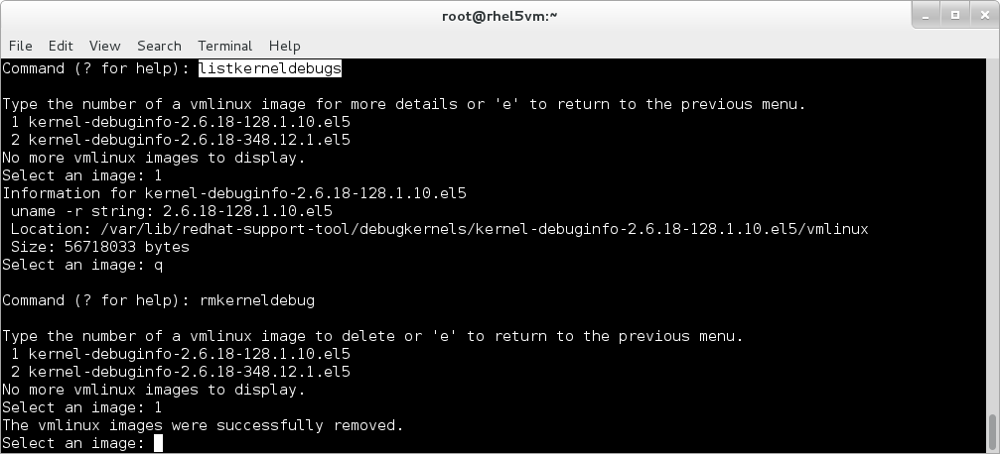 root@rhel5vm:~
File Edit View Search Terminal Help
Command (? for help): listkerneldebugs
Type the number of a vmlinux image for more details or 'e' to return to the previous menu.
1 kernel-debuginfo-2.6.18-128.1.10.el5
2 kernel-debuginfo-2.6.18-348.12.1.el5
No more vmlinux images to display.
Select an image: 1
Information for kernel-debuginfo-2.6.18-128.1.10.el5
uname -r string: 2.6.18-128.1.10.el5
Location: /var/lib/redhat-support-tool/debugkernels/kernel-debuginfo-2.6.18-128.1.10.el5/vmlinux
Size: 56718033 bytes
Select an image: q
Command (? for help): rmkerneldebug
Type the number of a vmlinux image to delete or 'e' to return to the previous menu.
1 kernel-debuginfo-2.6.18-128.1.10.el5
2 kernel-debuginfo-2.6.18-348.12.1.el5
No more vmlinux images to display.
Select an image: 1
The vmlinux images were successfully removed.
Select an image: